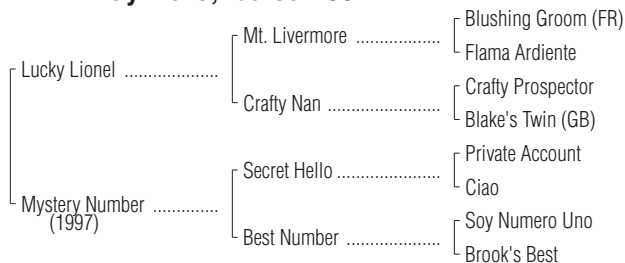 Blushing Groom (FR)
Mt. Livermore ...................
Flama Ardiente
Lucky Lionel .....................
Crafty Prospector
Crafty Nan .........................
Blake's Twin (GB)
Private Account
Secret Hello .....................
Ciao
Mystery Number ..............
(1997)
Soy Numero Uno
Best Number ...................
Brook's Best